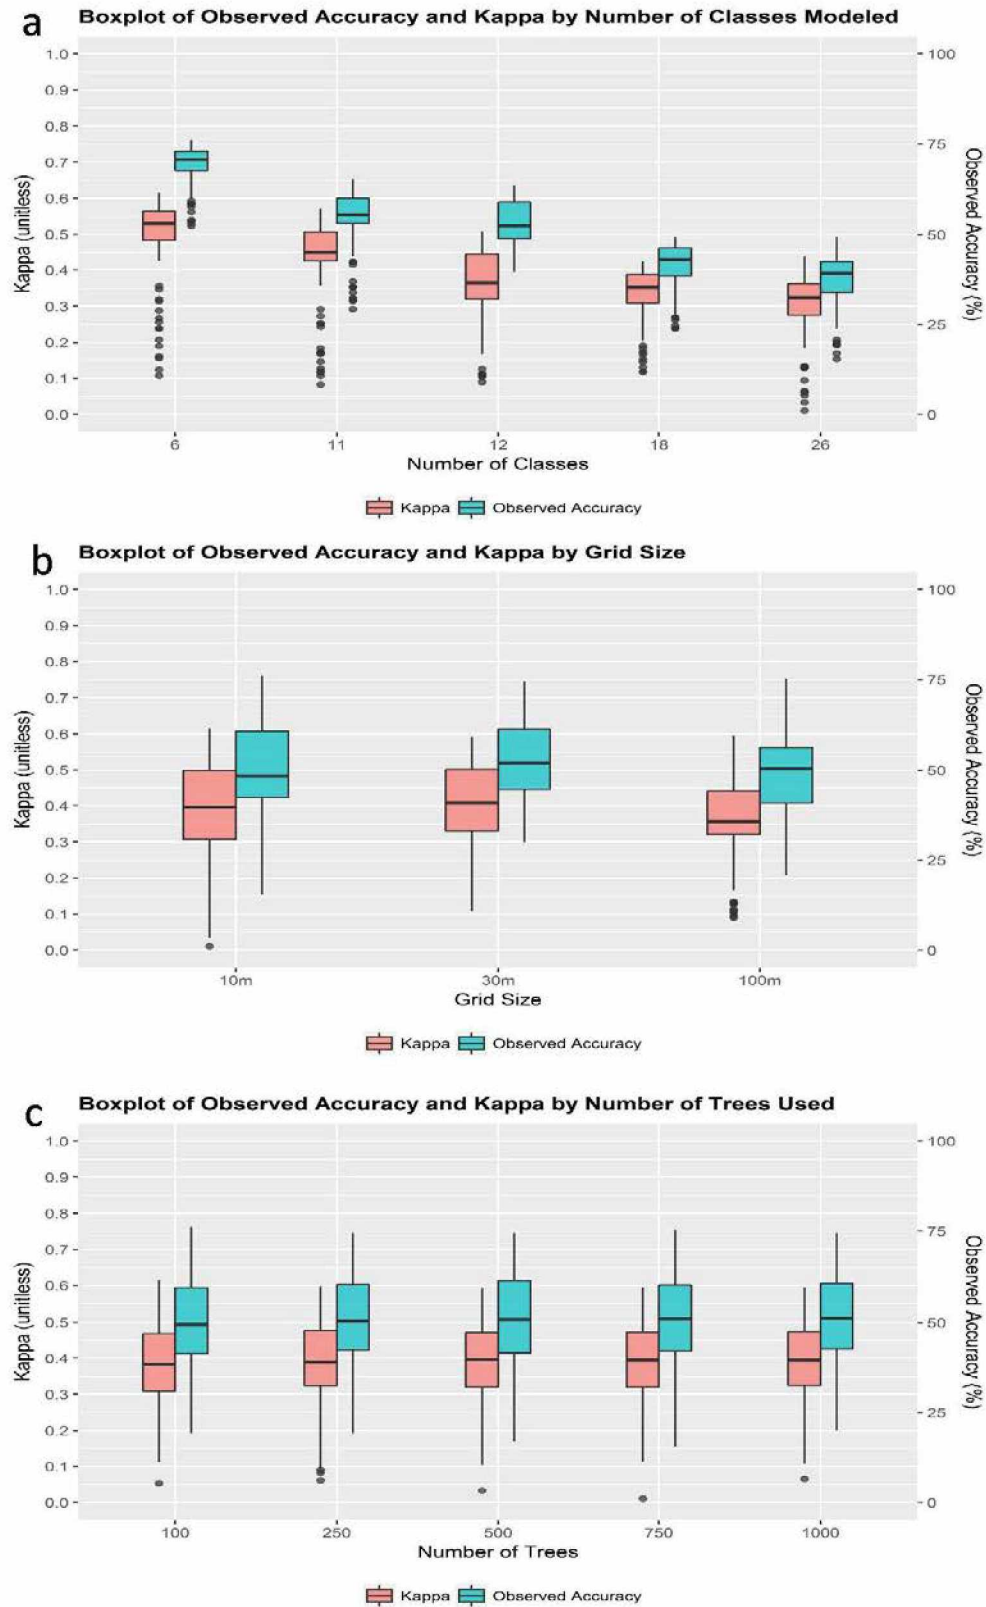 a
Boxplot of Observed Accuracy and Kappa by Number of Classes Modeled
1.0
0.9
0.8
0.7
0.6
0.5
0.4
0.3
0.2
0.1
0.0
Kappa (unitless)
100
75
50
25
0
Observed Accuracy (%)
6 11 12 18 26
Number of Classes
Kappa Observed Accuracy
b
Boxplot of Observed Accuracy and Kappa by Grid Size
1.0
0.9
0.8
0.7
0.6
0.5
0.4
0.3
0.2
0.1
0.0
Kappa (unitless)
100
75
50
25
0
Observed Accuracy (%)
10m 30m 100m
Grid Size
Kappa Observed Accuracy
c
Boxplot of Observed Accuracy and Kappa by Number of Trees Used
1.0
0.9
0.8
0.7
0.6
0.5
0.4
0.3
0.2
0.1
0.0
Kappa (unitless)
100
75
50
25
0
Observed Accuracy (%)
100 250 500 750 1000
Number of Trees
Kappa Observed Accuracy